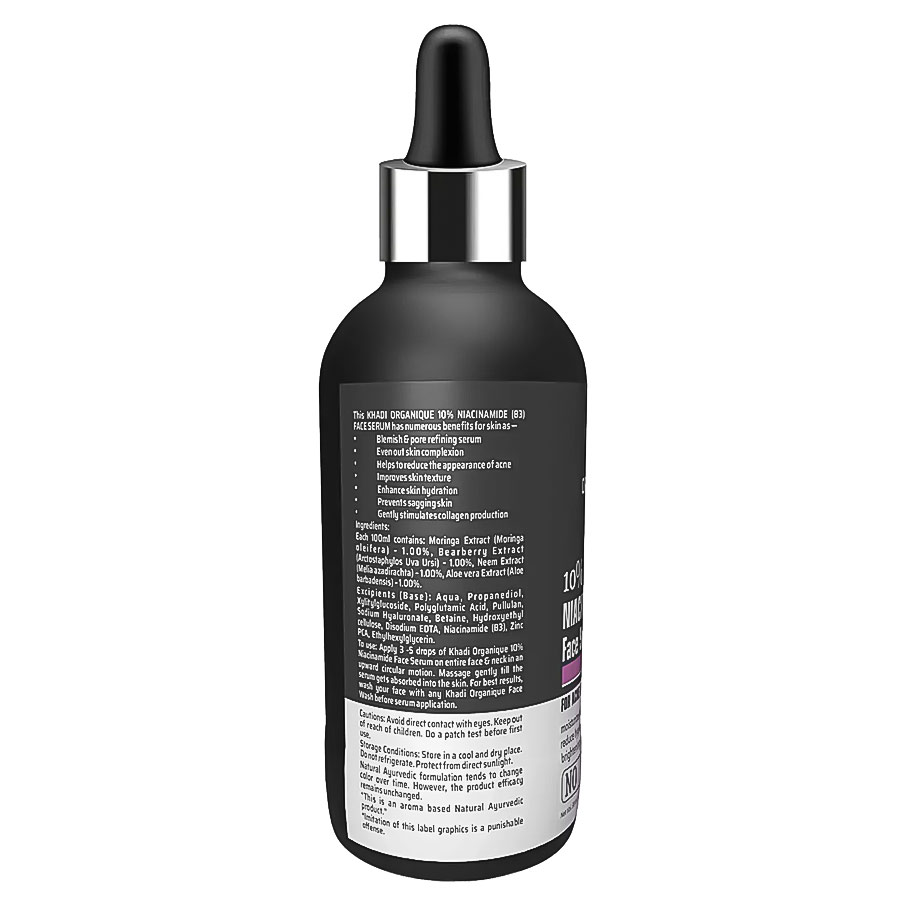 This KHADI ORGANIQUE 10% NIACINAMIDE (B3)
FACE SERUM has numerous benefits for skin as—
• Blemish & pore refining serum
• Even out skin complexion
• Helps to reduce the appearance of acne
• Improves skin texture
• Enhance skin hydration
• Prevents sagging skin
• Gently stimulates collagen production
Ingredients:
Each 100ml contains: Moringa Extract (Moringa
oleifera) - 1.00%, Bearberry Extract
(Arctostaphylos Uva Ursi) - 1.00%, Neem Extract
(Melia azadirachta) -1.00%, Aloe vera Extract (Aloe
barbadensis) -1.00%.
Excipients (Base): Aqua, Propanediol,
Xylitylglucoside, Polyglutamic Acid, Pullulan,
Sodium Hyaluronate, Betaine, Hydroxyethyl
cellulose, Disodium EDTA, Niacinamide (B3), Zinc
PCA, Ethylhexylglycerin.
To use: Apply 3 -5 drops of Khadi Organique 10%
Niacinamide Face Serum on entire face & neck in an
upward circular motion. Massage gently till the
serum gets absorbed into the skin. For best results,
wash your face with any Khadi Organique Face
Wash before serum application.
Cautions: Avoid direct contact with eyes. Keep out
of reach of children. Do a patch test before first
use.
Storage Conditions: Store in a cool and dry place.
Do not refrigerate. Protect from direct sunlight.
Natural Ayurvedic formulation tends to change
color over time. However, the product efficacy
remains unchanged.
"This is an aroma based Natural Ayurvedic
product."
"Imitation of this label graphics is a punishable
offense.
10%
NIAC
Face
FOR
NO